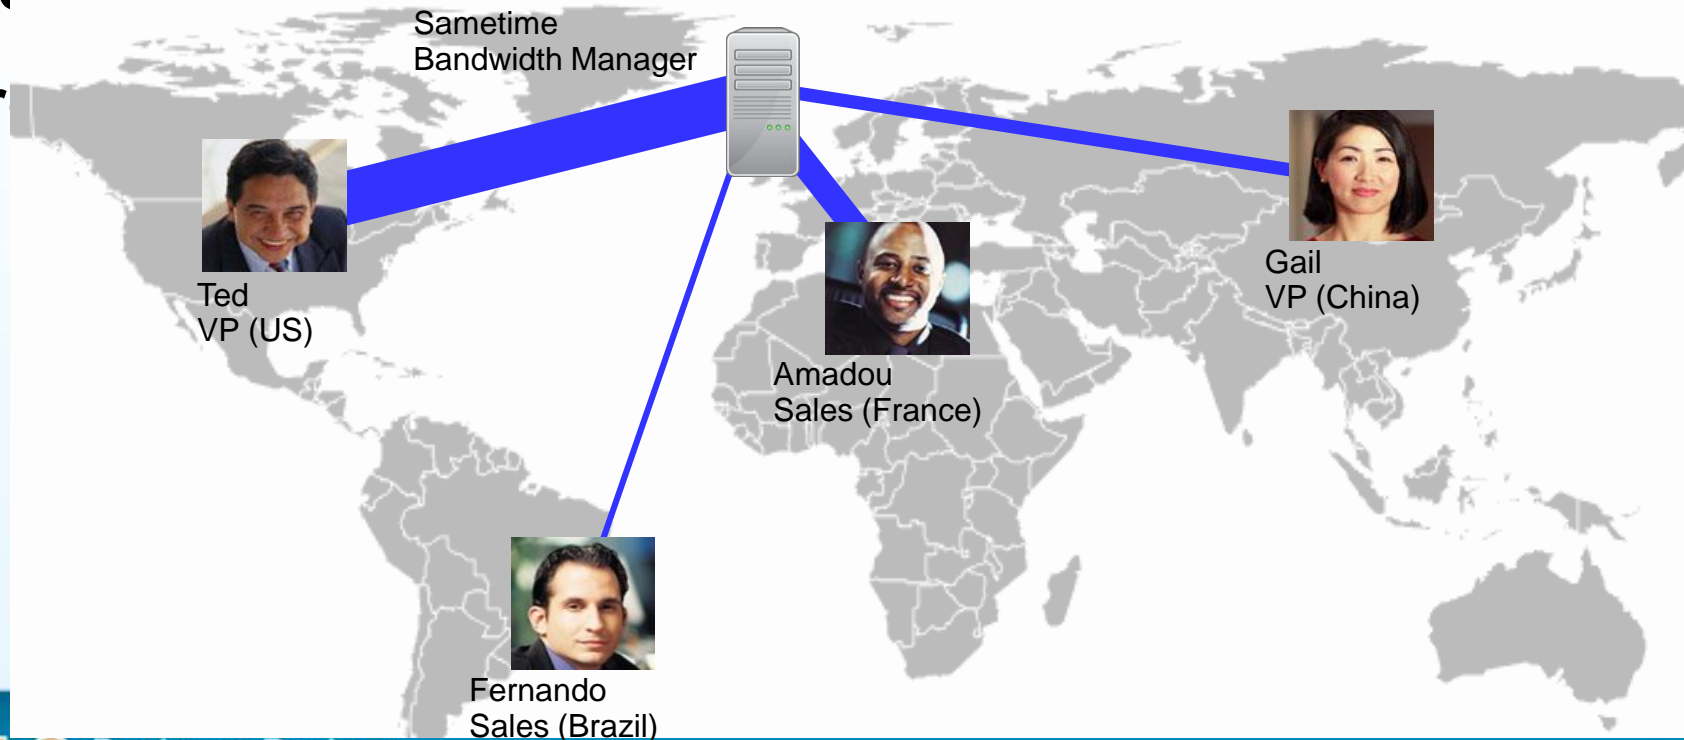 Sametime
Bandwidth Manager
Ted
VP (US)
Gail
VP (China)
Amadou
Sales (France)
Fernando
Sales (Brazil)